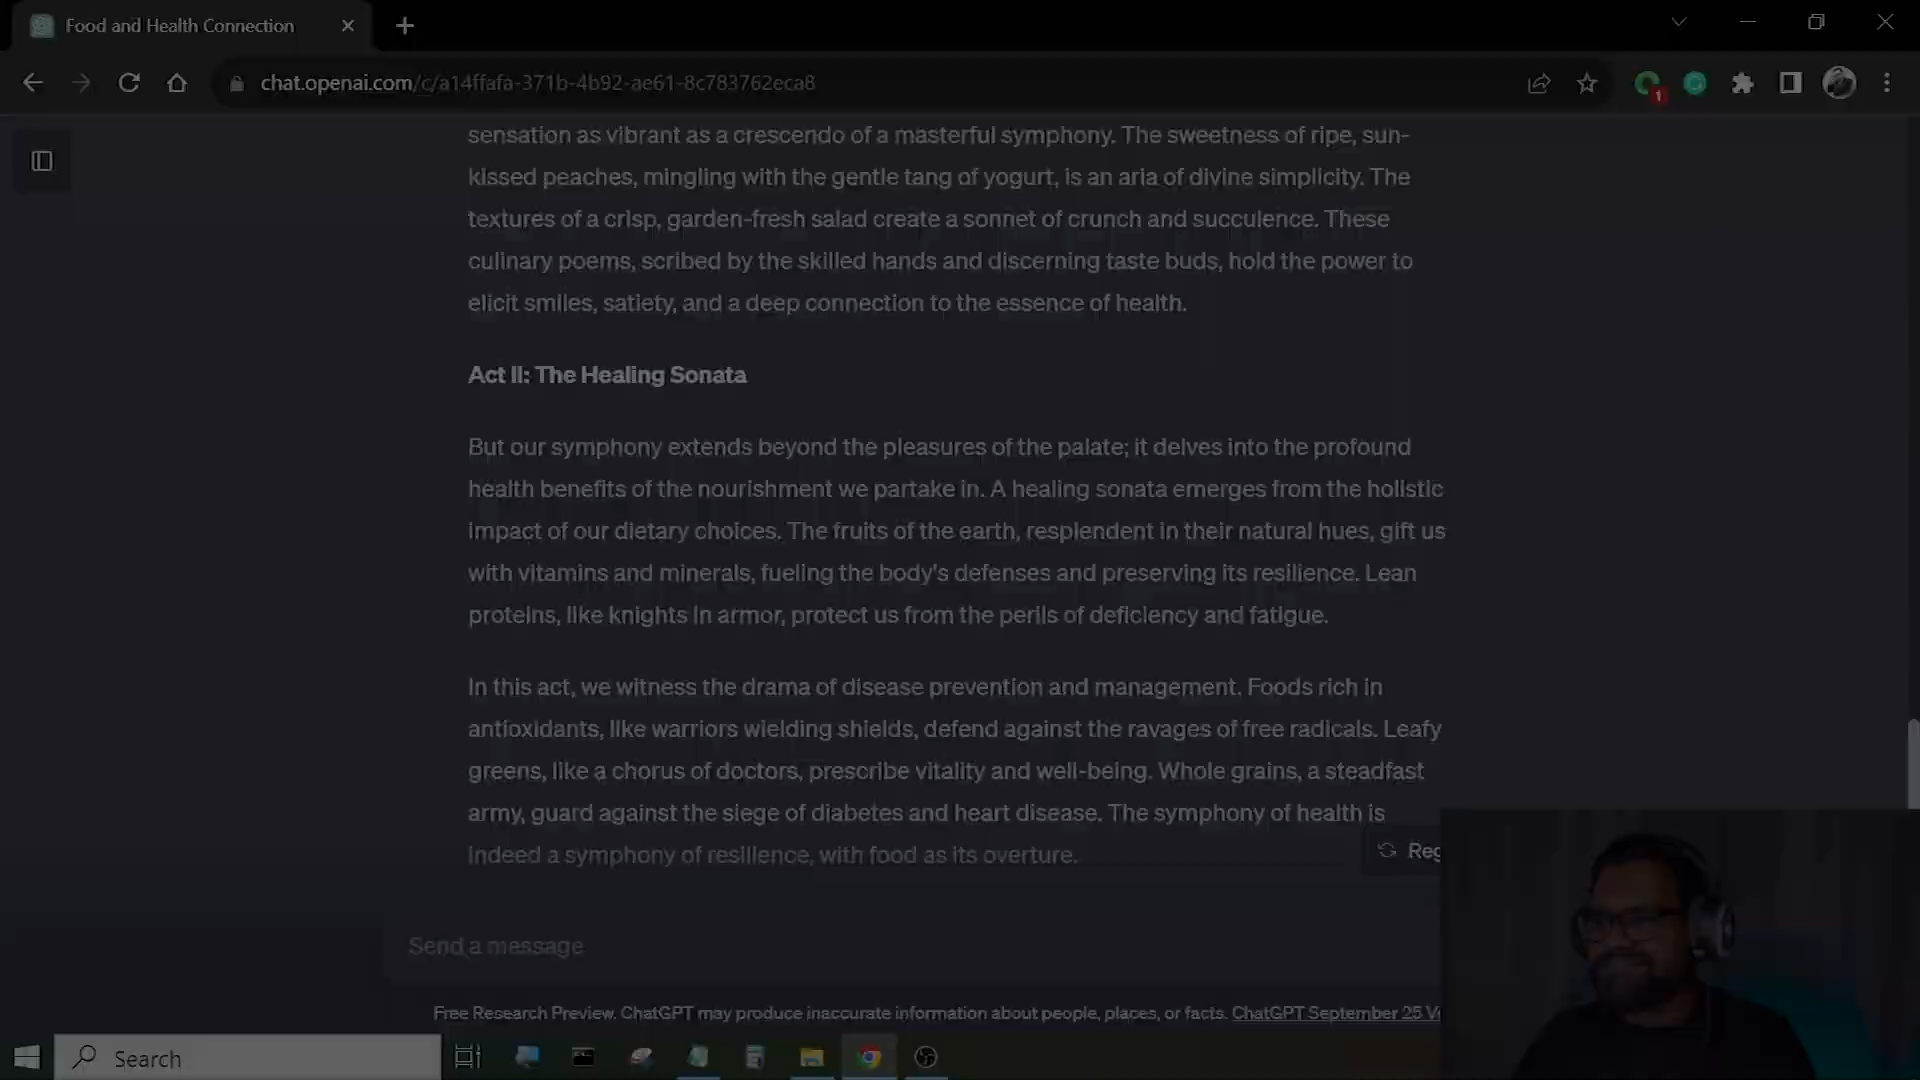 Food and Health Connection
chat.openai.com/c/a14ffafa-371b-4b92-ae61-8c783762eca8
1
sensation as vibrant as a crescendo of a masterful symphony. The sweetness of ripe, sun-
kissed peaches, mingling with the gentle tang of yogurt, is an aria of divine simplicity. The
textures of a crisp, garden-fresh salad create a sonnet of crunch and succulence. These
culinary poems, scribed by the skilled hands and discerning taste buds, hold the power to
elicit smiles, satiety, and a deep connection to the essence of health.
Act II: The Healing Sonata
But our symphony extends beyond the pleasures of the palate; it delves into the profound
health benefits of the nourishment we partake in. A healing sonata emerges from the holistic
impact of our dietary choices. The fruits of the earth, resplendent in their natural hues, gift us
with vitamins and minerals, fueling the body's defenses and preserving its resilience. Lean
proteins, like knights in armor, protect us from the perils of deficiency and fatigue.
In this act, we witness the drama of disease prevention and management. Foods rich in
antioxidants, like warriors wielding shields, defend against the ravages of free radicals. Leafy
greens, like a chorus of doctors, prescribe vitality and well-being. Whole grains, a steadfast
army, guard against the siege of diabetes and heart disease. The symphony of health is
indeed a symphony of resilience, with food as its overture.
Reg
Send a message
Free Research Preview. ChatGPT may produce inaccurate information about people, places, or facts. ChatGPT September 25 Ve
Search